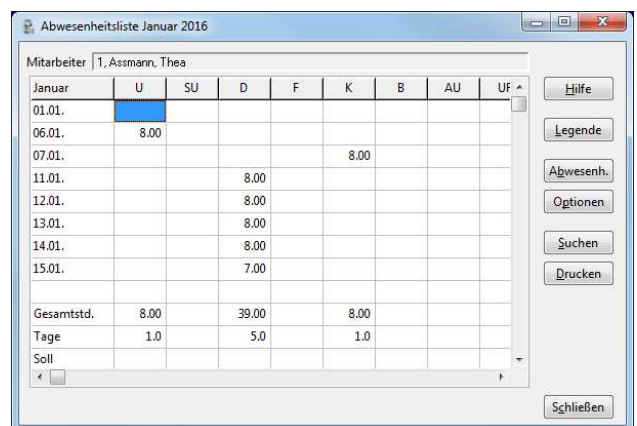 Abwesenheitsliste Januar 2016
Mitarbeiter 1, Assmann, Thea
Januar U SU D F K B AU UF
01.01.
06.01. 8.00
07.01. 8.00
11.01. 8.00
12.01. 8.00
13.01. 8.00
14.01. 8.00
15.01. 7.00
Gesamtstd. 8.00 39.00 8.00
Tage 1.0 5.0 1.0
Soll
Hilfe
Legende
Abwesenh.
Optionen
Suchen
Drucken
Schließen